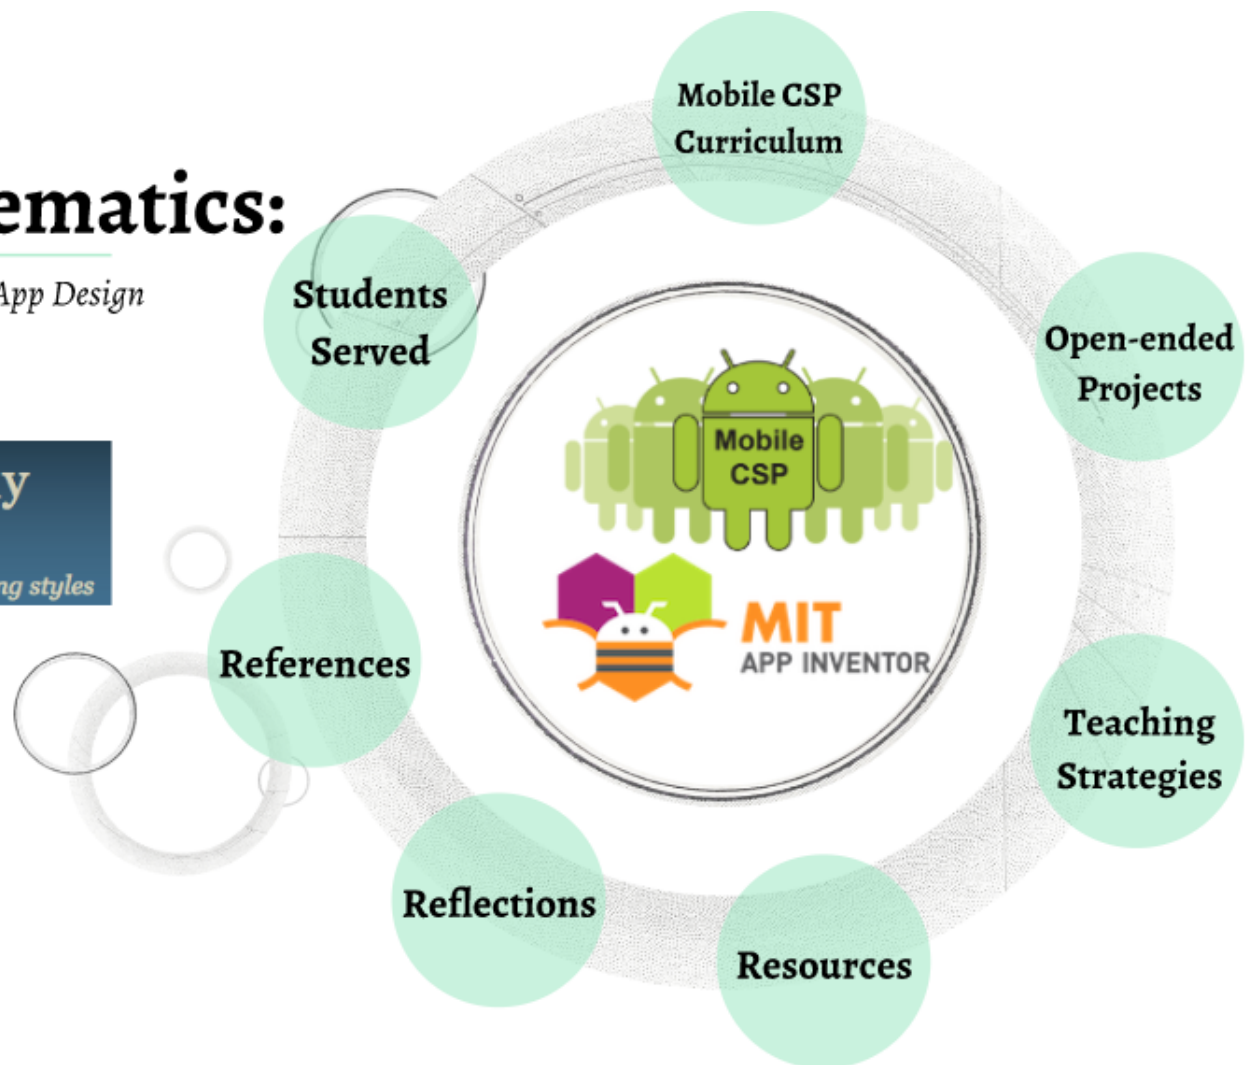 ematics:
App Design
y
ng styles
Mobile CSP
Curriculum
Students
Served
Open-ended
Projects
Mobile
CSP
MIT
APP INVENTOR
References
Teaching
Strategies
Reflections
Resources